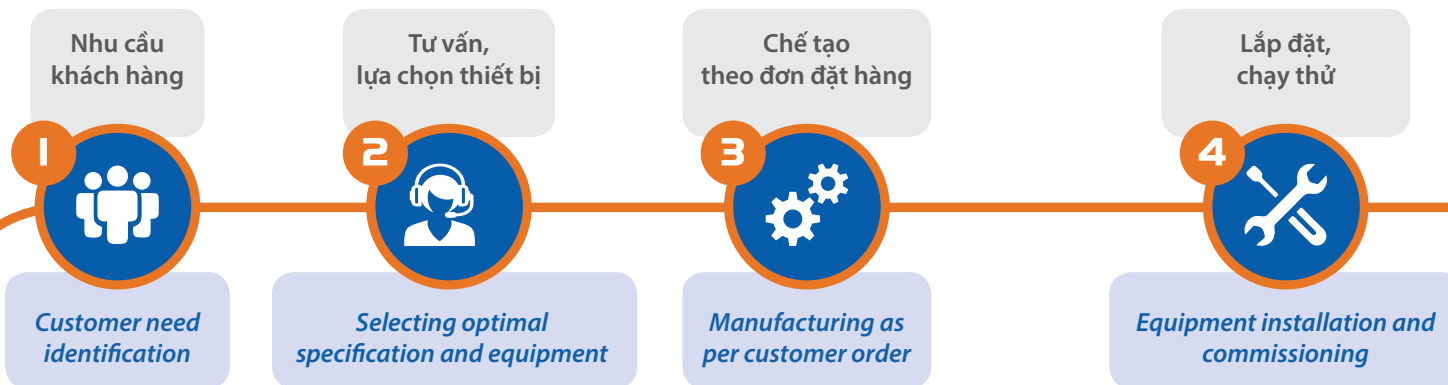 Nhu cầu
khách hàng
1
Customer need
identification
Tư vấn,
lựa chọn thiết bị
2
Selecting optimal
specification and equipment
Chế tạo
theo đơn đặt hàng
3
Manufacturing as
per customer order
Lắp đặt,
chạy thử
4
Equipment installation and
commissioning